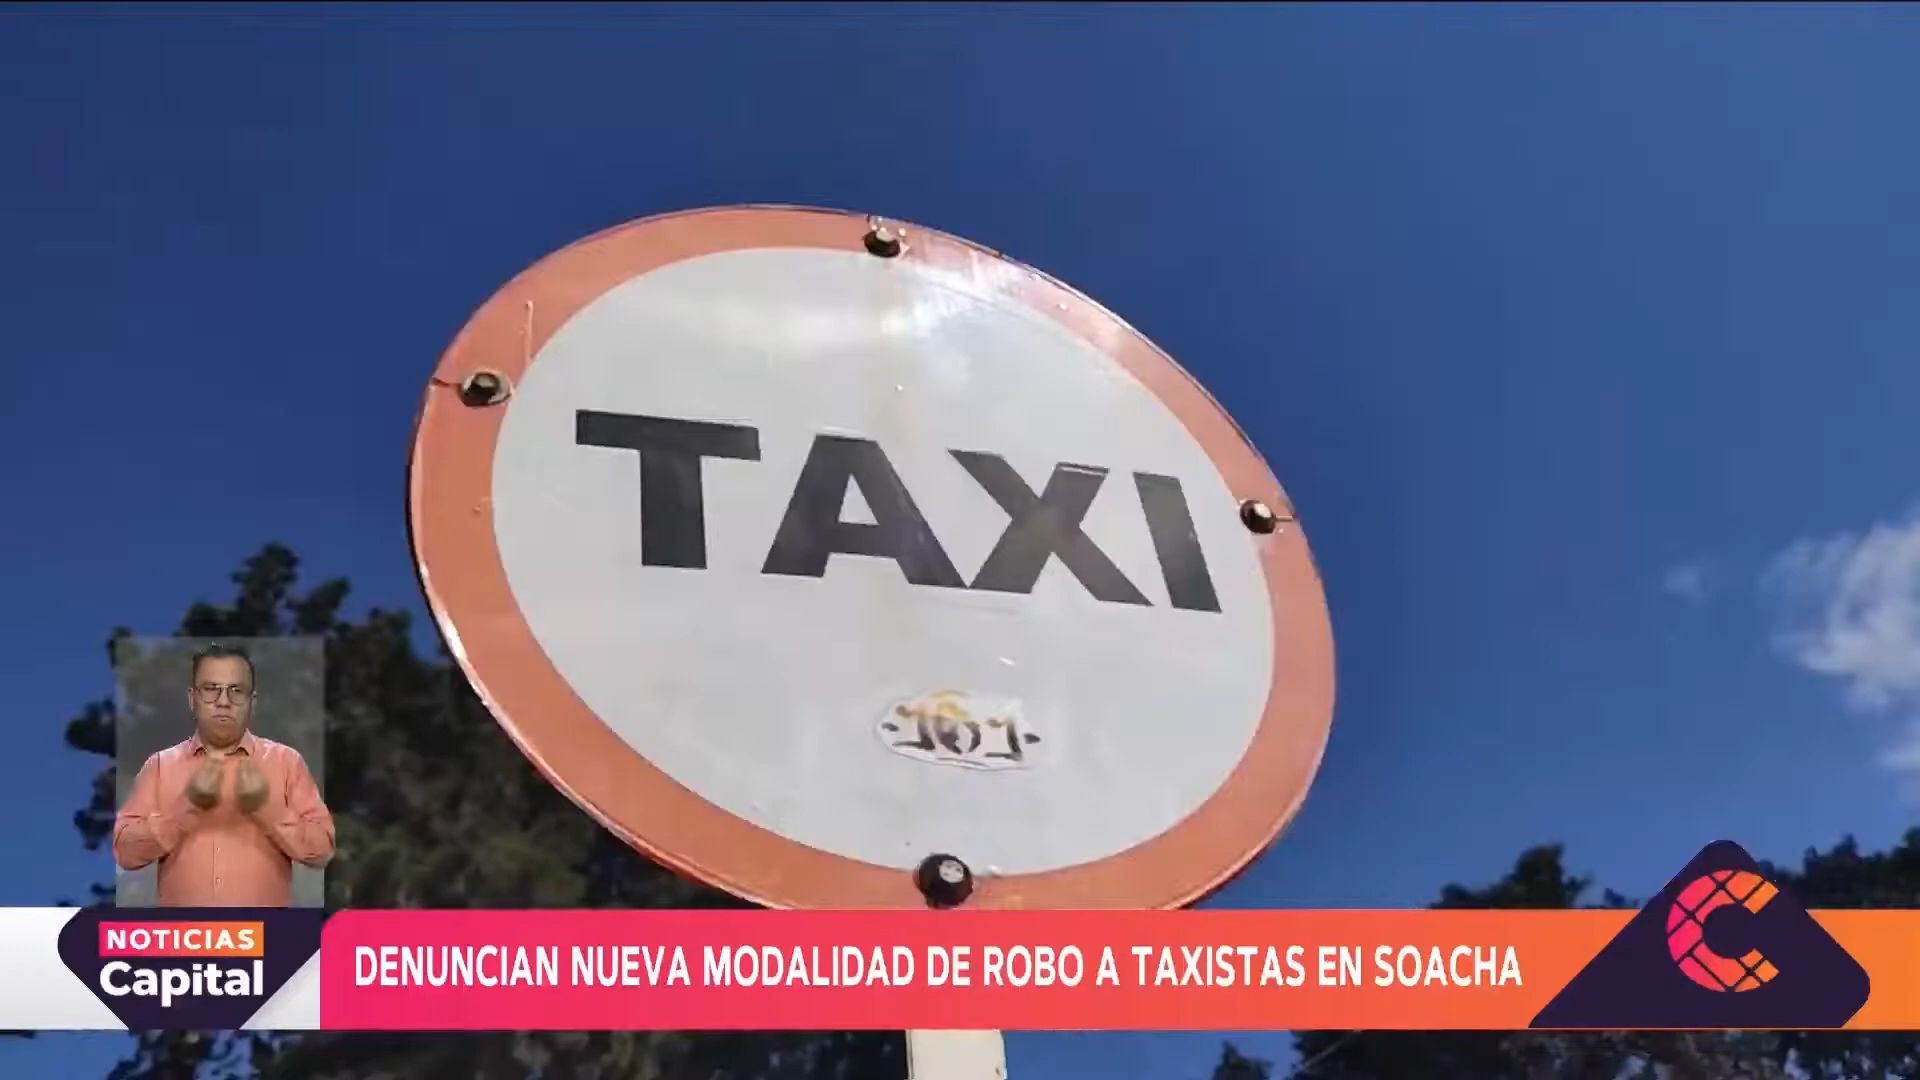 TAXI
NOTICIAS
Capital
DENUNCIAN NUEVA MODALIDAD DE ROBO A TAXISTAS EN SOACHA